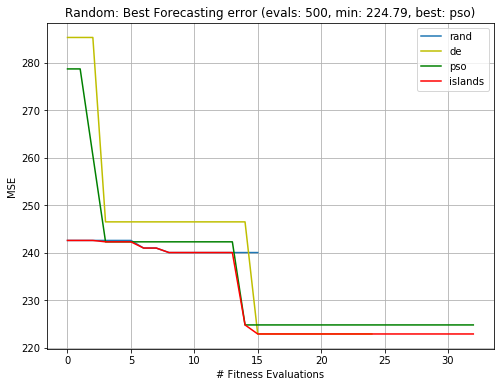 Random: Best Forecasting error (evals: 500, min: 224.79, best: pso)
rand
de
pso
islands
MSE
280
270
260
250
240
230
220
0 5 10 15 20 25 30
# Fitness Evaluations